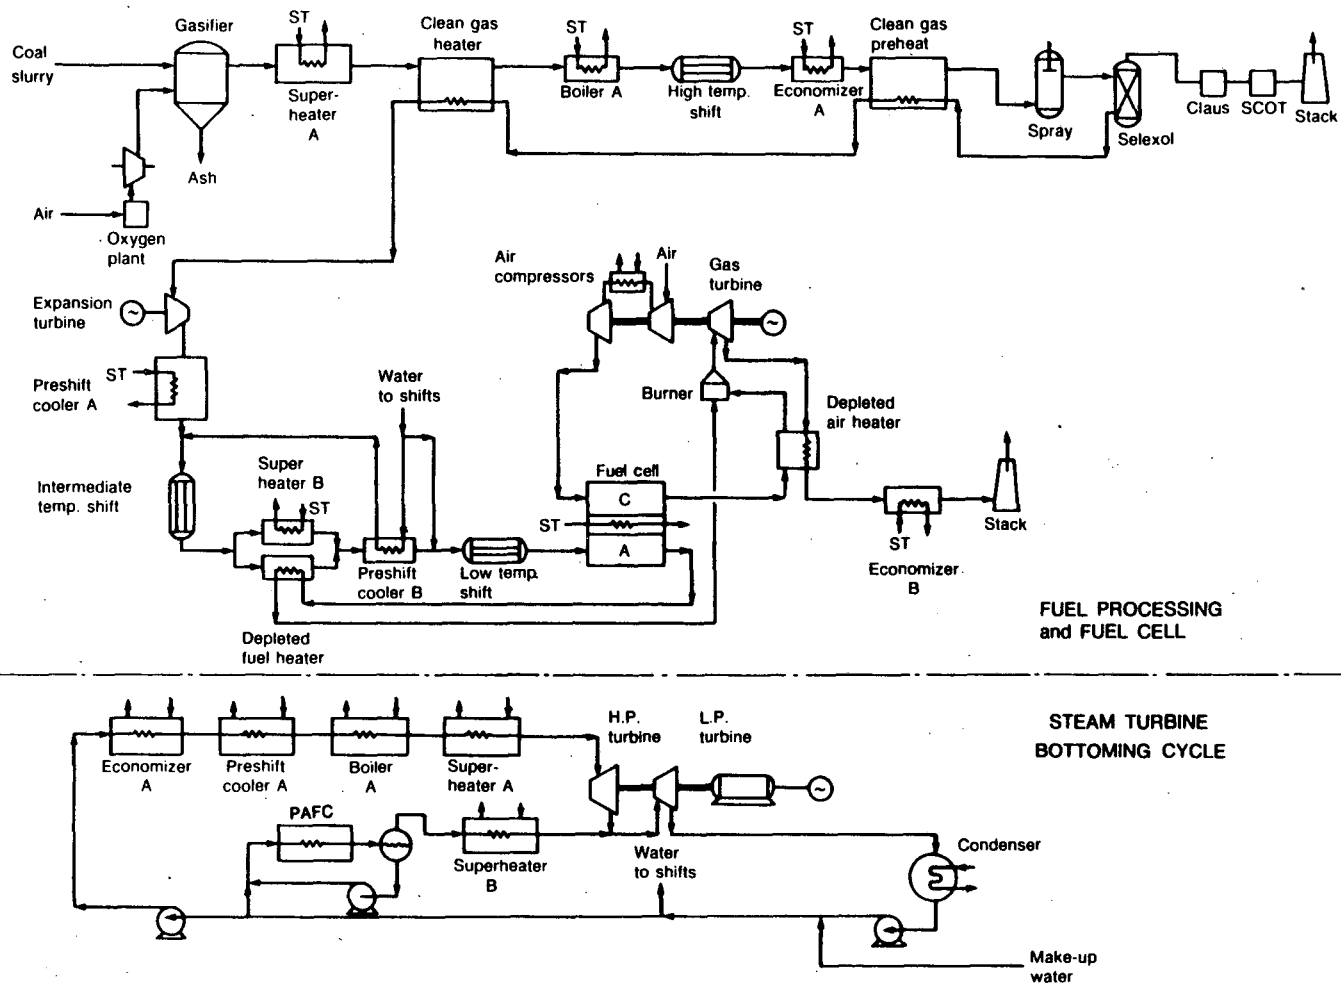 Coal
slurry
Gasifier
ST
Super-
heater
A
Clean gas
heater
ST
Boiler A
High temp.
shift
ST
Economizer
A
Clean gas
preheat
Spray
Selexol
Claus
SCOT
Stack
Ash
Air
Oxygen
plant
Expansion
turbine
~
Preshift
cooler A
ST
Water
to shifts
Air
compressors
Air
Gas
turbine
~
Burner
Depleted
air heater
Intermediate
temp. shift
Super
heater B
ST
Preshift
cooler B
Low temp.
shift
Fuel cell
C
ST
A
Stack
ST
Economizer
B
Depleted
fuel heater
FUEL PROCESSING
and FUEL CELL
STEAM TURBINE
BOTTOMING CYCLE
Economizer
A
Preshift
cooler A
Boiler
A
Super-
heater A
H.P.
turbine
L.P.
turbine
~
PAFC
Superheater
B
Water
to shifts
Condenser
Make-up
water